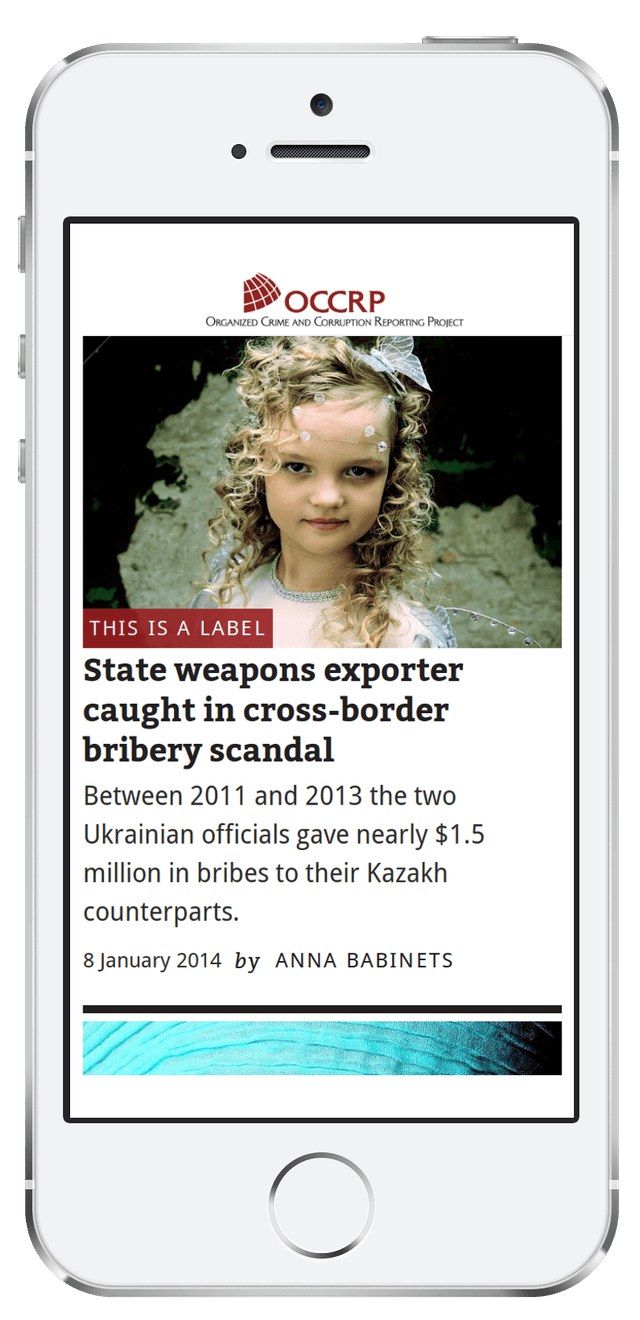 OCCRP
ORGANIZED CRIME AND CORRUPTION REPORTING PROJECT
THIS IS A LABEL
State weapons exporter
caught in cross-border
bribery scandal
Between 2011 and 2013 the two
Ukrainian officials gave nearly $1.5
million in bribes to their Kazakh
counterparts.
8 January 2014 by ANNA BABINETS